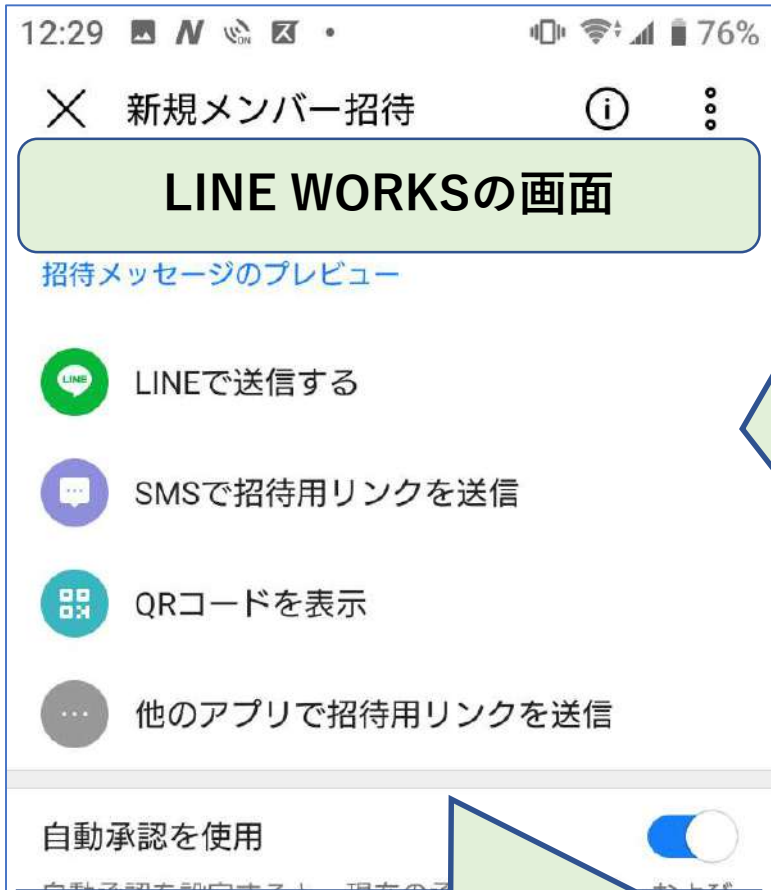 12:29 76%
新規メンバー招待
LINE WORKSの画面
招待メッセージのプレビュー
LINE LINEで送信する
SMSで招待用リンクを送信
QRコードを表示
他のアプリで招待用リンクを送信
自動承認を使用